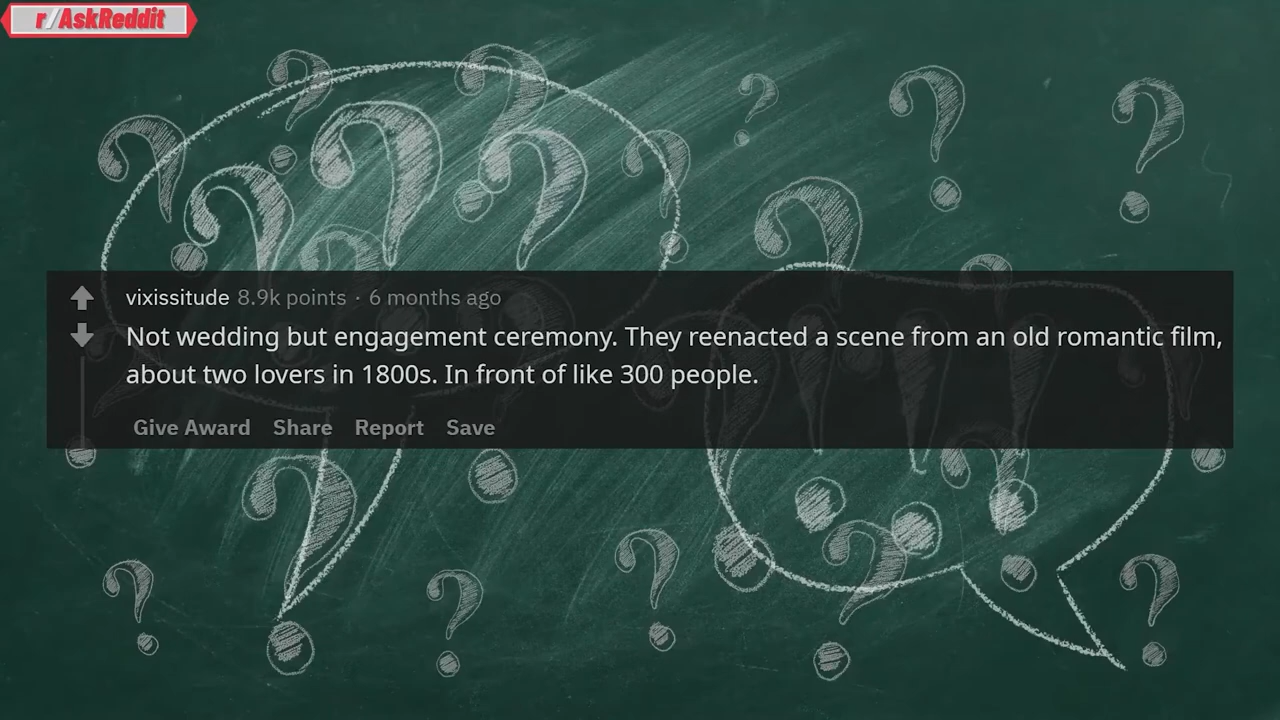 r/AskReddit
vixissitude 8.9k points · 6 months ago
Not wedding but engagement ceremony. They reenacted a scene from an old romantic film,
about two lovers in 1800s. In front of like 300 people.
Give Award Share Report Save